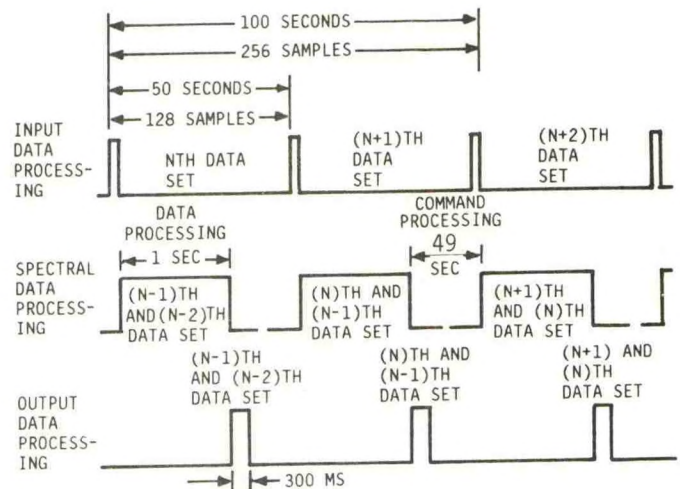 100 SECONDS
256 SAMPLES
50 SECONDS
128 SAMPLES
INPUT
DATA
PROCESS-
ING
NTH DATA
SET
(N+1)TH
DATA
SET
(N+2)TH
DATA
SET
DATA
PROCESSING
1 SEC
COMMAND
PROCESSING
49
SEC
SPECTRAL
DATA
PROCESS-
ING
(N-1)TH
AND(N-2)TH
DATA SET
(N)TH AND
(N-1)TH
DATA SET
(N+1)TH
AND (N)TH
DATA SET
OUTPUT
DATA
PROCESS-
ING
(N-1)TH
AND (N-2)TH
DATA SET
(N)TH AND
(N-1)TH
DATA SET
(N+1) AND
(N)TH
DATA SET
300 MS